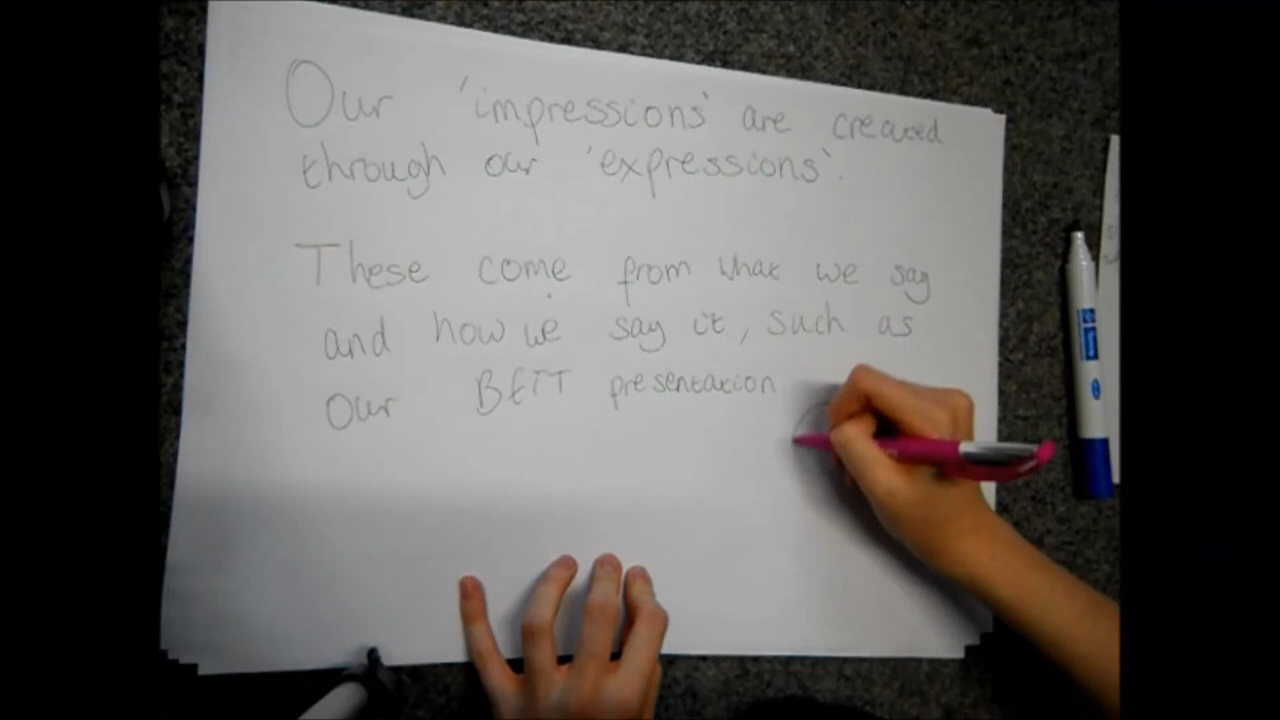 Our 'impressions' are created
through our 'expressions'.
These come from what we say
and how we say it, such as
our BETT presentation